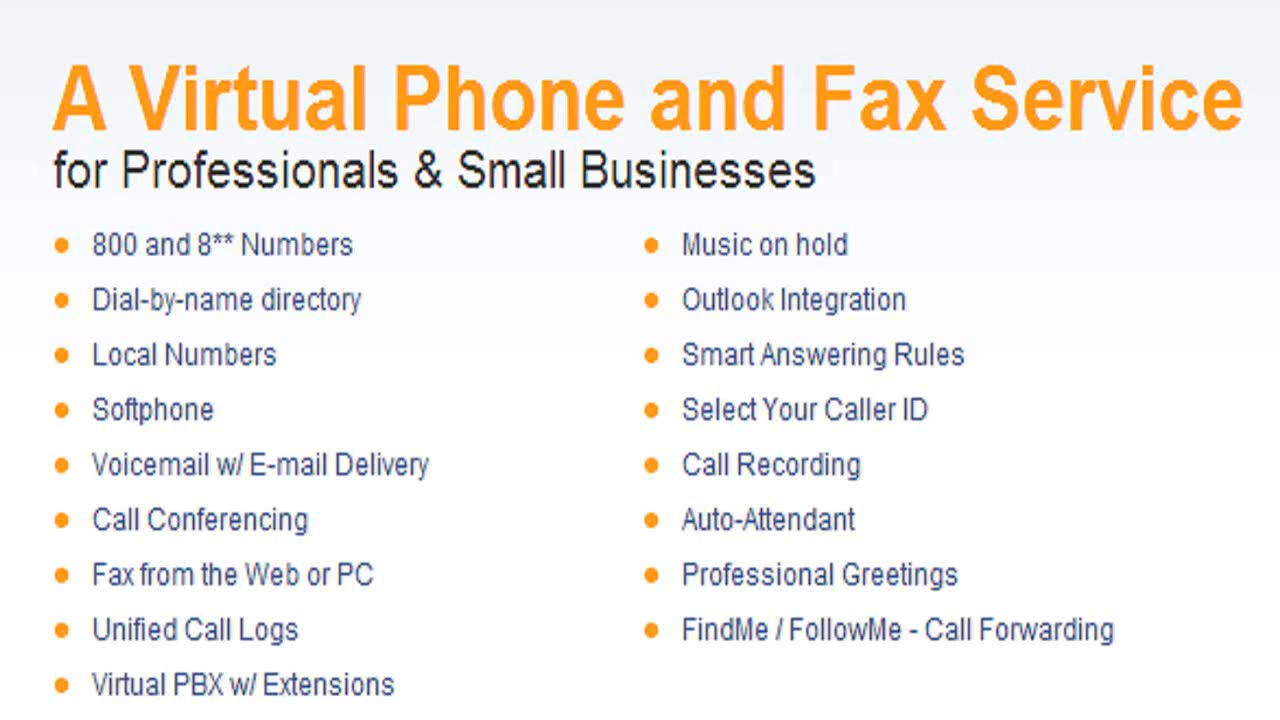 A Virtual Phone and Fax Service
for Professionals & Small Businesses
800 and 8** Numbers
Dial-by-name directory
Local Numbers
Softphone
Voicemail w/ E-mail Delivery
Call Conferencing
Fax from the Web or PC
Unified Call Logs
Virtual PBX w/ Extensions
Music on hold
Outlook Integration
Smart Answering Rules
Select Your Caller ID
Call Recording
Auto-Attendant
Professional Greetings
FindMe / FollowMe - Call Forwarding